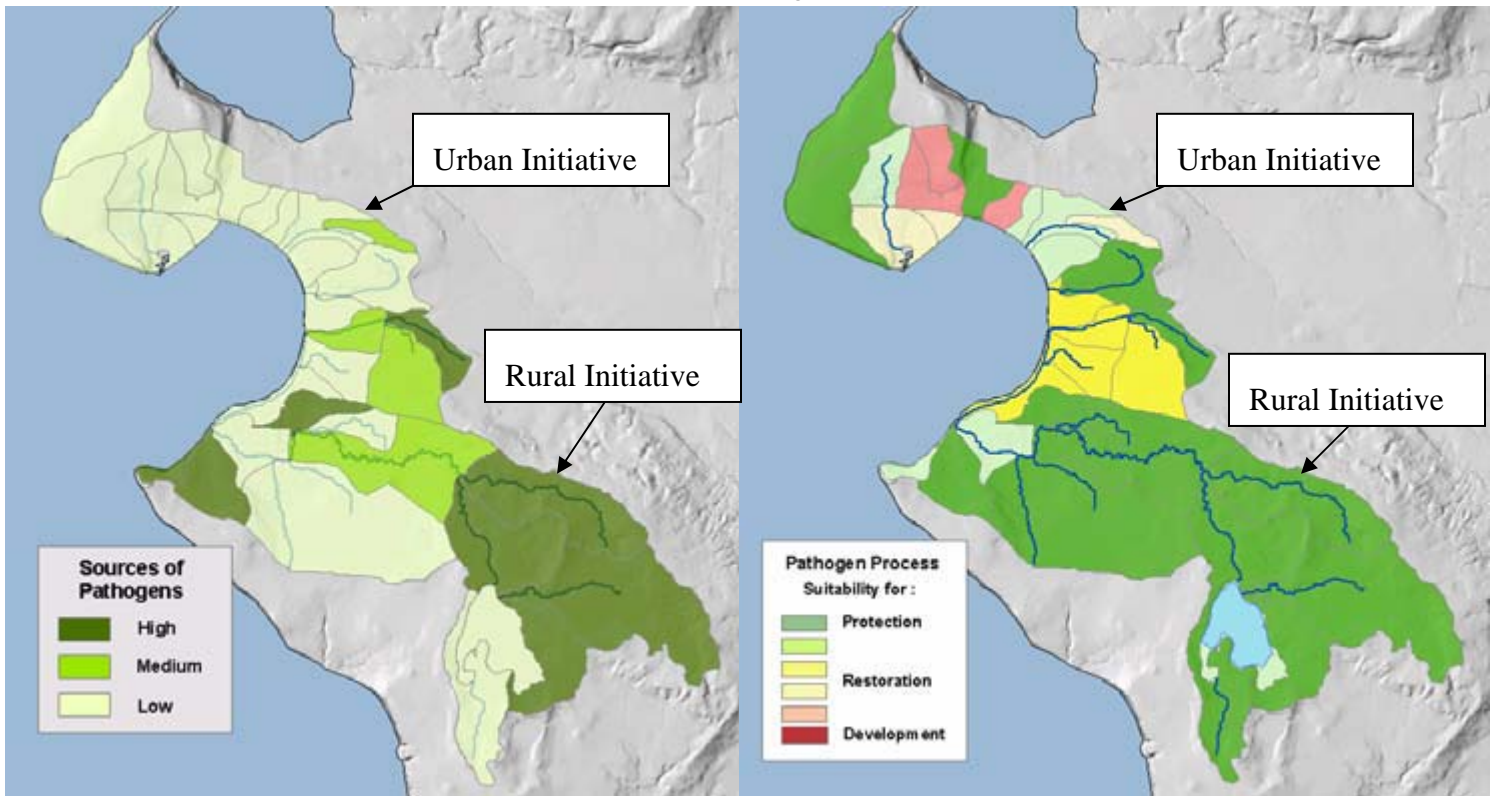 Urban Initiative
Rural Initiative
Sources of
Pathogens
High
Medium
Low
Urban Initiative
Rural Initiative
Pathogen Process
Suitability for :
Protection
Restoration
Development